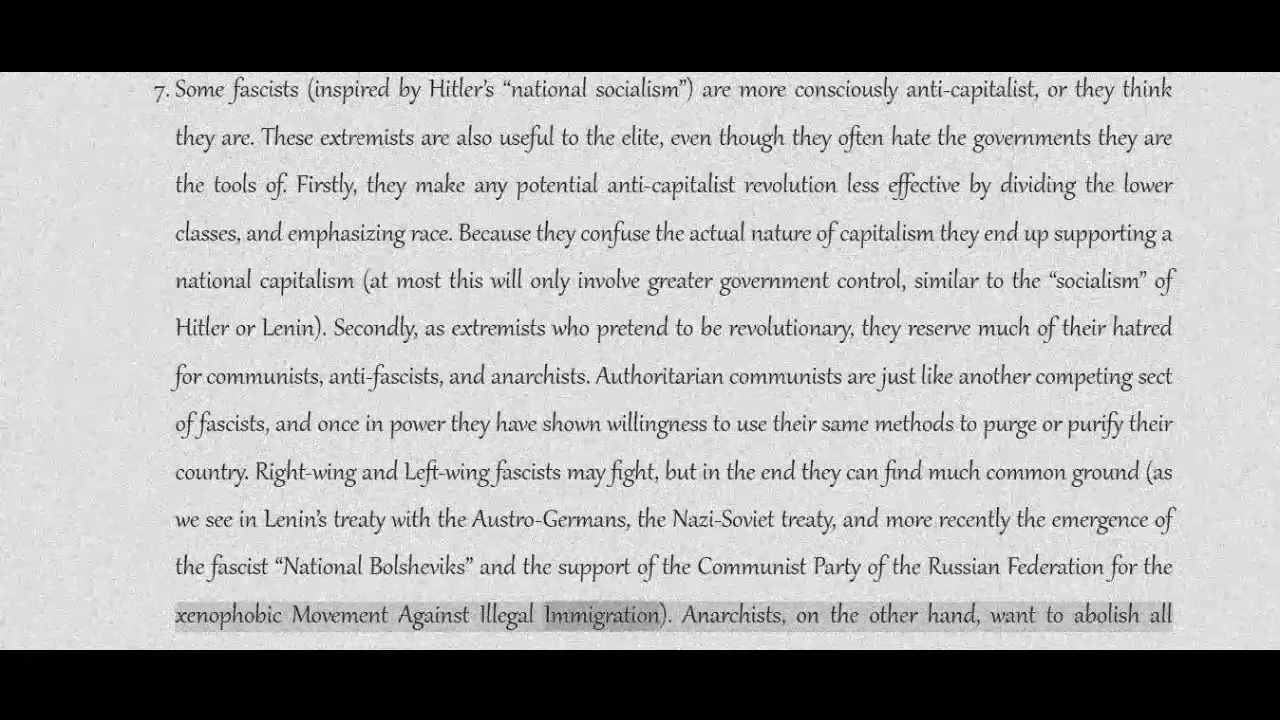 7. Some fascists (inspired by Hitler's “national socialism”) are more consciously anti-capitalist, or they think
they are. These extremists are also useful to the elite, even though they often hate the governments they are
the tools of. Firstly, they make any potential anti-capitalist revolution less effective by dividing the lower
classes, and emphasizing race. Because they confuse the actual nature of capitalism they end up supporting a
national capitalism (at most this will only involve greater government control, similar to the “socialism” of
Hitler or Lenin). Secondly, as extremists who pretend to be revolutionary, they reserve much of their hatred
for communists, anti-fascists, and anarchists. Authoritarian communists are just like another competing sect
of fascists, and once in power they have shown willingness to use their same methods to purge or purify their
country. Right-wing and Left-wing fascists may fight, but in the end they can find much common ground (as
we see in Lenin's treaty with the Austro-Germans, the Nazi-Soviet treaty, and more recently the emergence of
the fascist “National Bolsheviks” and the support of the Communist Party of the Russian Federation for the
xenophobic Movement Against Illegal Immigration). Anarchists, on the other hand, want to abolish all